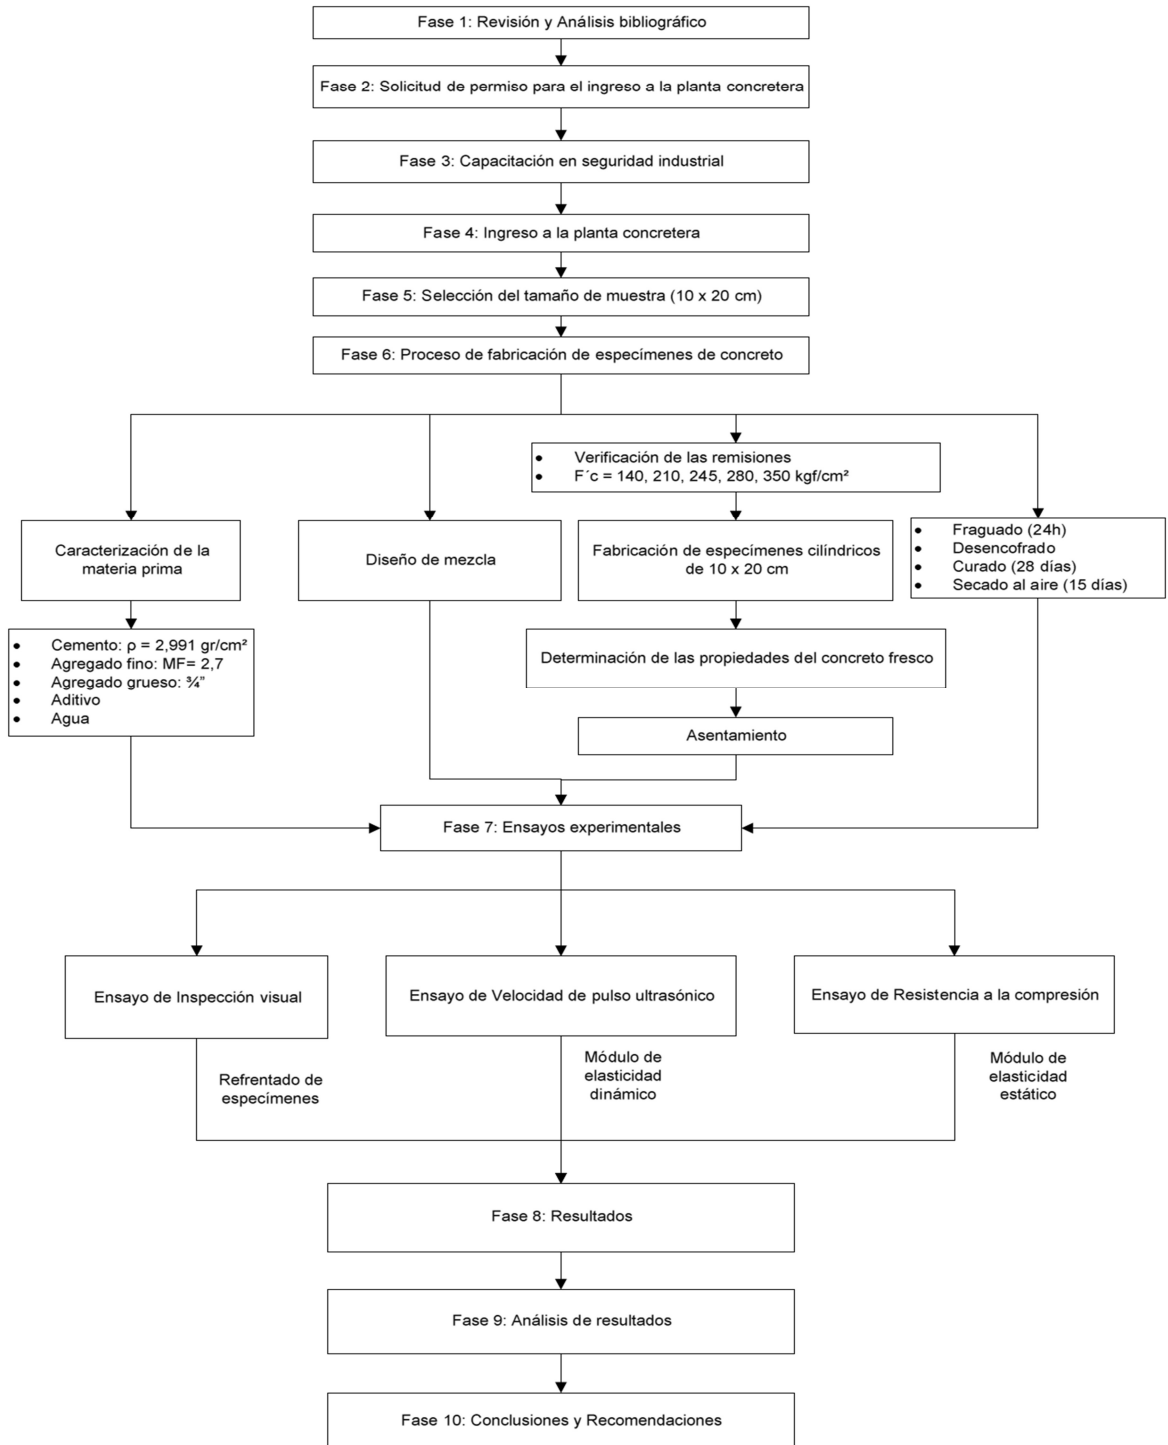 Fase 1: Revisión y Análisis bibliográfico
Fase 2: Solicitud de permiso para el ingreso a la planta concretera
Fase 3: Capacitación en seguridad industrial
Fase 4: Ingreso a la planta concretera
Fase 5: Selección del tamaño de muestra (10 x 20 cm)
Fase 6: Proceso de fabricación de especímenes de concreto
Caracterización de la
materia prima
• Cemento: ρ = 2,991 gr/cm²
• Agregado fino: MF= 2,7
• Agregado grueso: ¾”
• Aditivo
• Agua
Diseño de mezcla
• Verificación de las remisiones
• F´c = 140, 210, 245, 280, 350 kgf/cm²
Fabricación de especímenes cilíndricos
de 10 x 20 cm
Determinación de las propiedades del concreto fresco
Asentamiento
• Fraguado (24h)
• Desencofrado
• Curado (28 días)
• Secado al aire (15 días)
Fase 7: Ensayos experimentales
Ensayo de Inspección visual
Refrentado de
especímenes
Ensayo de Velocidad de pulso ultrasónico
Módulo de
elasticidad
dinámico
Ensayo de Resistencia a la compresión
Módulo de
elasticidad
estático
Fase 8: Resultados
Fase 9: Análisis de resultados
Fase 10: Conclusiones y Recomendaciones